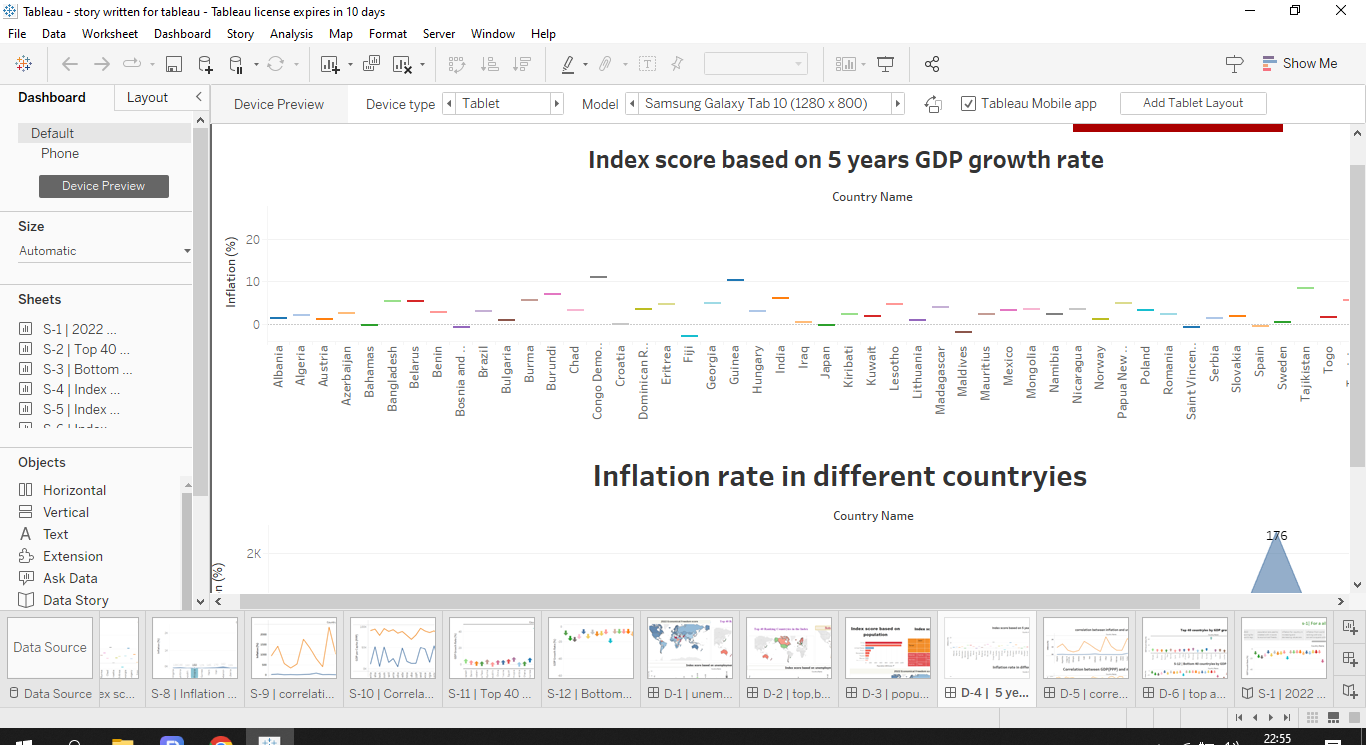 Tableau - story written for tableau - Tableau license expires in 10 days
File Data Worksheet Dashboard Story Analysis Map Format Server Window Help
Show Me
Dashboard Layout
Device Preview Device type Tablet Model Samsung Galaxy Tab 10 (1280 x 800) Tableau Mobile app Add Tablet Layout
Default
Phone
Device Preview
Size
Automatic
Sheets
S-1 | 2022 ...
S-2 | Top 40 ...
S-3 | Bottom ...
S-4 | Index ...
S-5 | Index ...
S-6 | Index ...
Objects
Horizontal
Vertical
Text
Extension
Ask Data
Data Story
Index score based on 5 years GDP growth rate
Country Name
Inflation (%)
20
10
0
Albania
Algeria
Austria
Azerbaijan
Bahamas
Bangladesh
Belarus
Benin
Bosnia and ..
Brazil
Bulgaria
Burma
Burundi
Chad
Congo Demo..
Croatia
Dominican R..
Eritrea
Fiji
Georgia
Guinea
Hungary
India
Iraq
Japan
Kiribati
Kuwait
Lesotho
Lithuania
Madagascar
Maldives
Mauritius
Mexico
Mongolia
Namibia
Nicaragua
Norway
Papua New ..
Poland
Romania
Saint Vincen..
Serbia
Slovakia
Spain
Sweden
Tajikistan
Togo
Inflation rate in different countryies
Country Name
2K
n (%)
176
Data Source
Index score based on population
Data Source
ex sc...
S-8 | Inflation ...
S-9 | correlati...
S-10 | Correla...
S-11 | Top 40 ...
S-12 | Bottom...
D-1 | unem...
D-2 | top,b...
D-3 | popu...
D-4 | 5 ye...
D-5 | corre...
D-6 | top a...
S-1 | 2022 ...
22:55